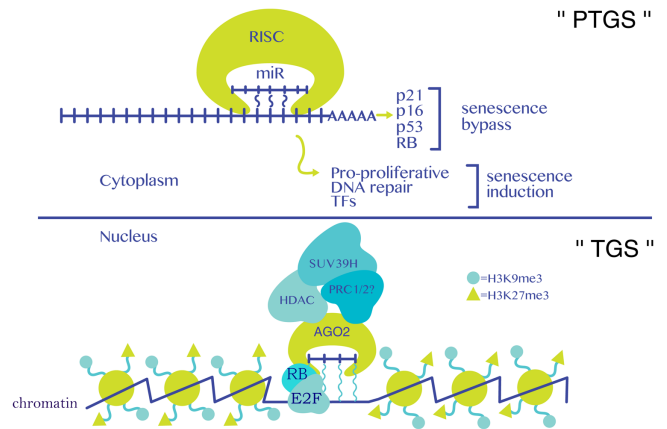 " PTGS "
RISC
miR
AAAAA
p21
p16
p53
RB
senescence
bypass
Cytoplasm
Pro-proliferative
DNA repair
TFs
senescence
induction
Nucleus
" TGS "
SUV39H
=H3K9me3
PRC1/2?
=H3K27me3
HDAC
AGO2
RB
E2F
chromatin